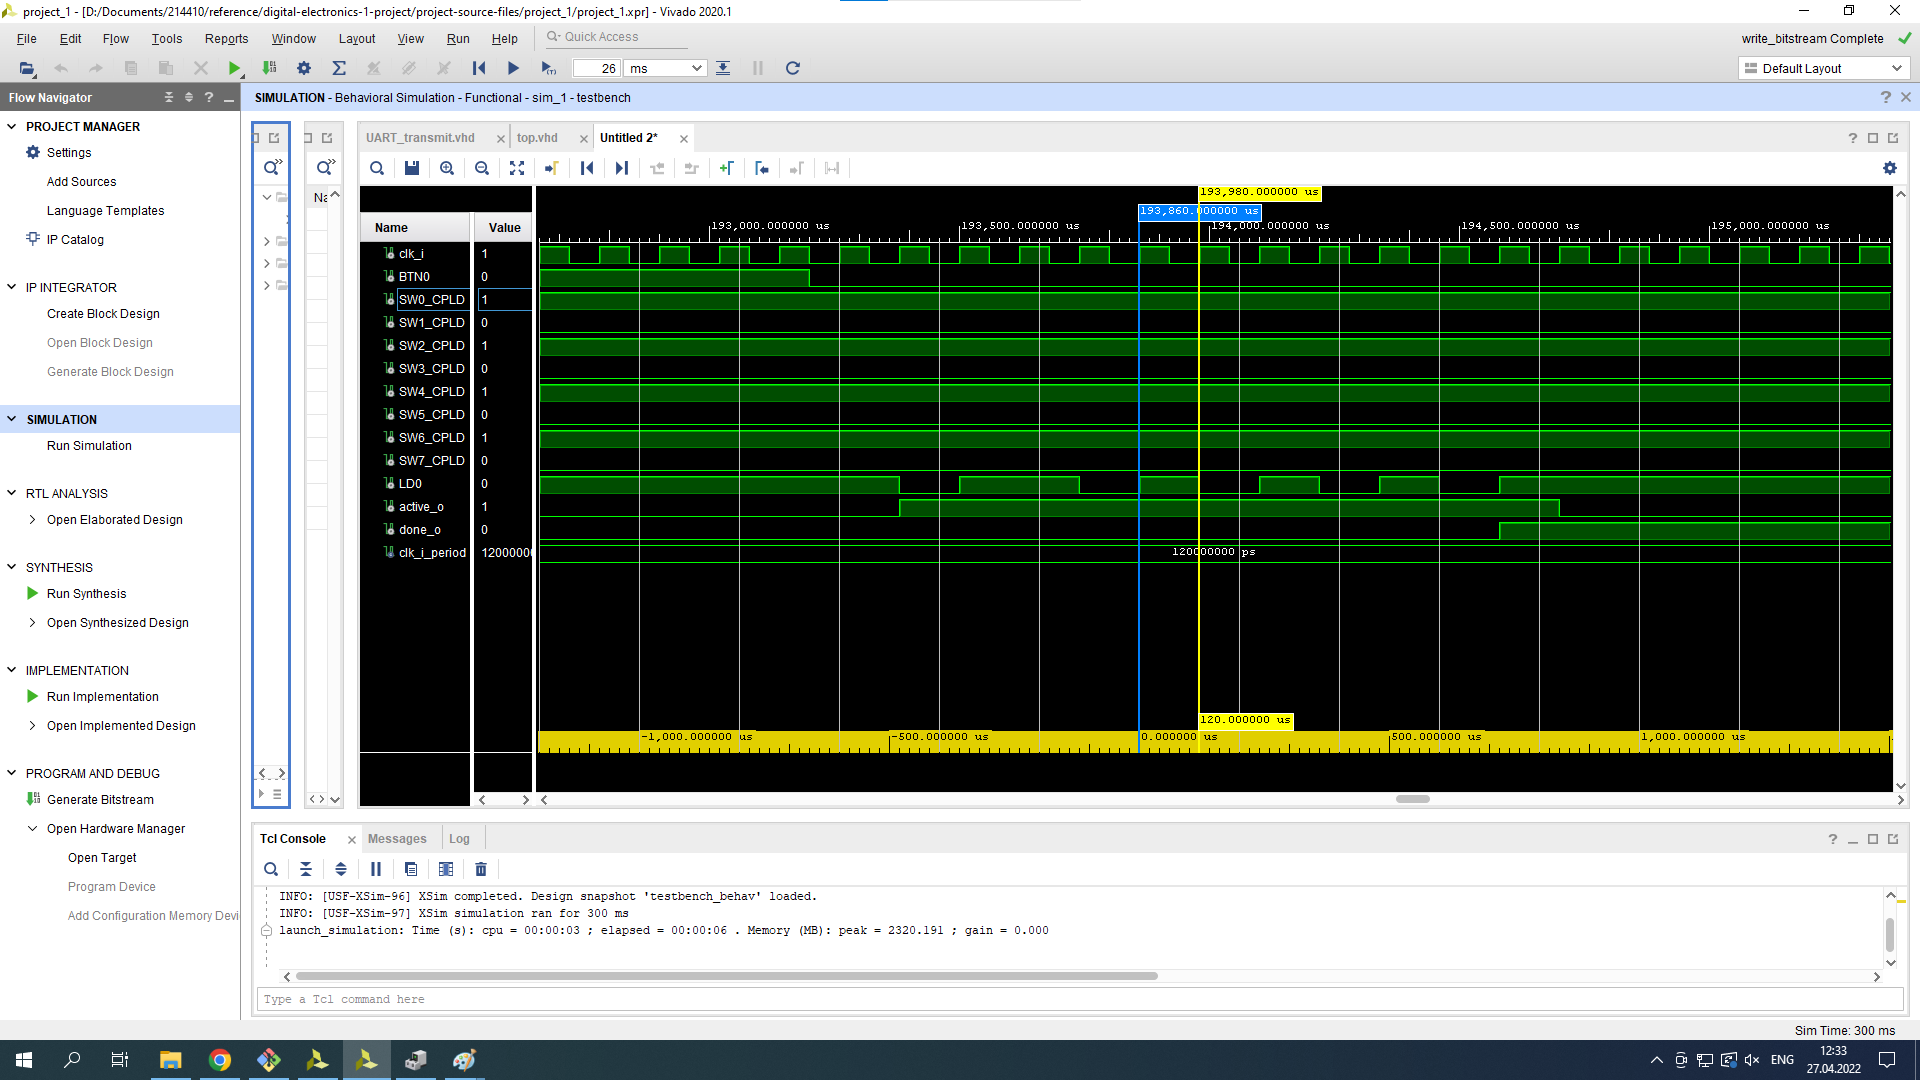 project_1 - [D:/Documents/214410/reference/digital-electronics-1-project/project-source-files/project_1/project_1.xpr] - Vivado 2020.1
File Edit Flow Tools Reports Window Layout View Run Help Quick Access
write_bitstream Complete
26 ms
Default Layout
Flow Navigator
SIMULATION - Behavioral Simulation - Functional - sim_1 - testbench
PROJECT MANAGER
Settings
Add Sources
Language Templates
IP Catalog
IP INTEGRATOR
Create Block Design
Open Block Design
Generate Block Design
SIMULATION
Run Simulation
RTL ANALYSIS
Open Elaborated Design
SYNTHESIS
Run Synthesis
Open Synthesized Design
IMPLEMENTATION
Run Implementation
Open Implemented Design
PROGRAM AND DEBUG
Generate Bitstream
Open Hardware Manager
Open Target
Program Device
Add Configuration Memory Devi
Na
UART_transmit.vhd top.vhd Untitled 2*
193,980.000000 us
193,860.000000 us
193,000.000000 us 193,500.000000 us 194,000.000000 us 194,500.000000 us 195,000.000000 us
Name Value
clk_i 1
BTN0 0
SW0_CPLD 1
SW1_CPLD 0
SW2_CPLD 1
SW3_CPLD 0
SW4_CPLD 1
SW5_CPLD 0
SW6_CPLD 1
SW7_CPLD 0
LD0 0
active_o 1
done_o 0
clk_i_period 12000000 120000000 ps
120.000000 us
-1,000.000000 us -500.000000 us 0.000000 us 500.000000 us 1,000.000000 us
Tcl Console Messages Log
INFO: [USF-XSim-96] XSim completed. Design snapshot 'testbench_behav' loaded.
INFO: [USF-XSim-97] XSim simulation ran for 300 ms
launch_simulation: Time (s): cpu = 00:00:03 ; elapsed = 00:00:06 . Memory (MB): peak = 2320.191 ; gain = 0.000
Type a Tcl command here
Sim Time: 300 ms
ENG
12:33
27.04.2022